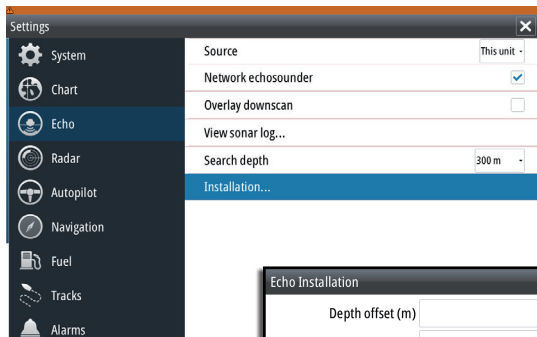 Settings
System
Chart
Echo
Radar
Autopilot
Navigation
Fuel
Tracks
Alarms
Source
This unit
Network echosounder
Overlay downscan
View sonar log...
Search depth
300 m
Installation...
Echo Installation
Depth offset (m)